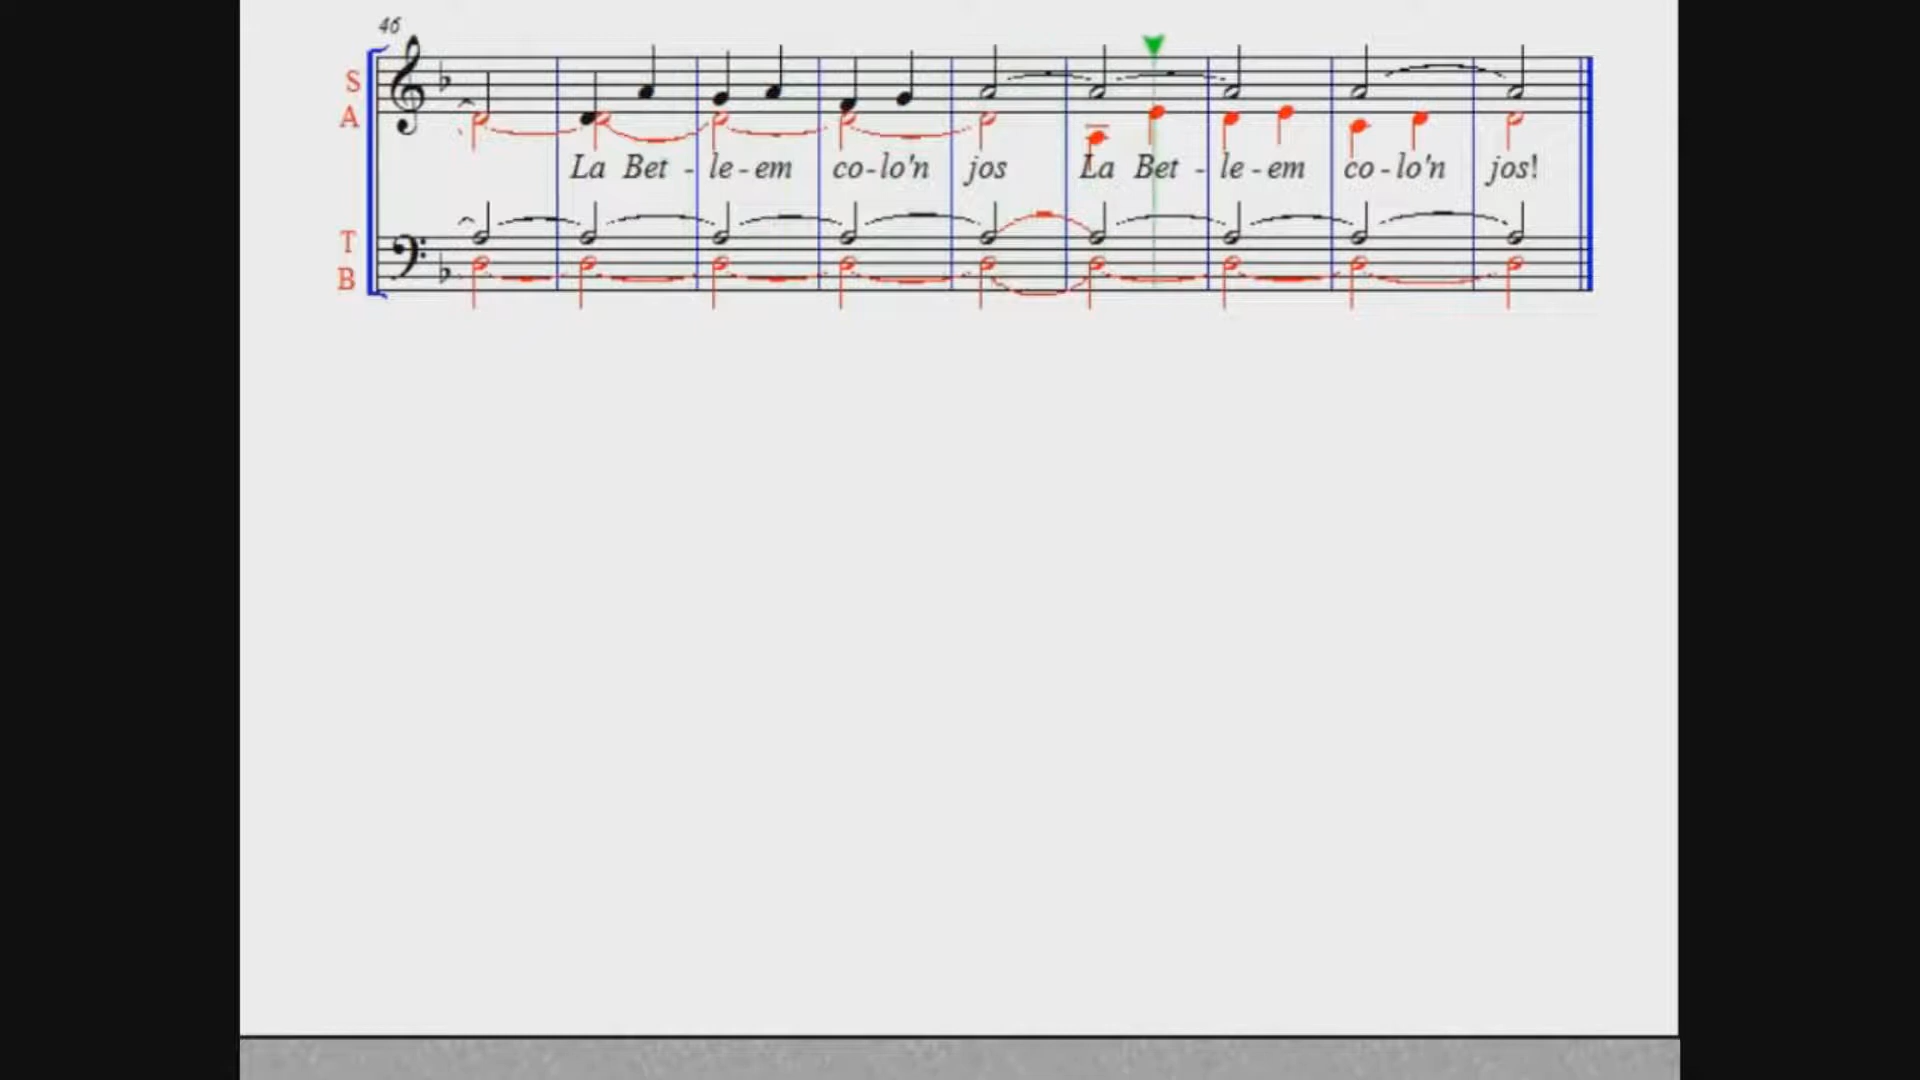 46
S
A
La Bet - le - em co - lo'n jos La Bet - le - em co - lo'n jos!
T
B